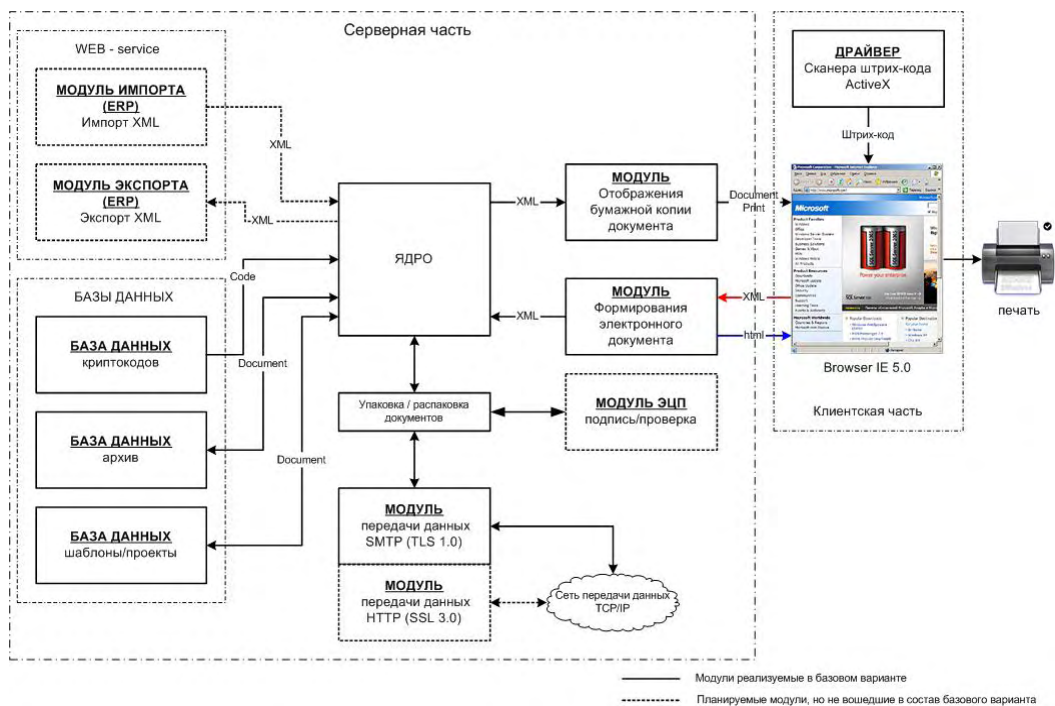 Серверная часть
WEB - service
МОДУЛЬ ИМПОРТА
(ERP)
Импорт XML
XML
МОДУЛЬ ЭКСПОРТА
(ERP)
Экспорт XML
XML
БАЗЫ ДАННЫХ
БАЗА ДАННЫХ
криптокодов
Code
БАЗА ДАННЫХ
архив
Document
БАЗА ДАННЫХ
шаблоны/проекты
Document
ЯДРО
XML
МОДУЛЬ
Отображения
бумажной копии
документа
Document
Print
XML
МОДУЛЬ
Формирования
электронного
документа
XML
html
Упаковка / распаковка
документов
МОДУЛЬ ЭЦП
подпись/проверка
МОДУЛЬ
передачи данных
SMTP (TLS 1.0)
МОДУЛЬ
передачи данных
HTTP (SSL 3.0)
Сеть передачи данных
TCP/IP
ДРАЙВЕР
Сканера штрих-кода
ActiveX
Штрих-код
Microsoft
Browser IE 5.0
Клиентская часть
печать
Модули реализуемые в базовом варианте
Планируемые модули, но не вошедшие в состав базового варианта